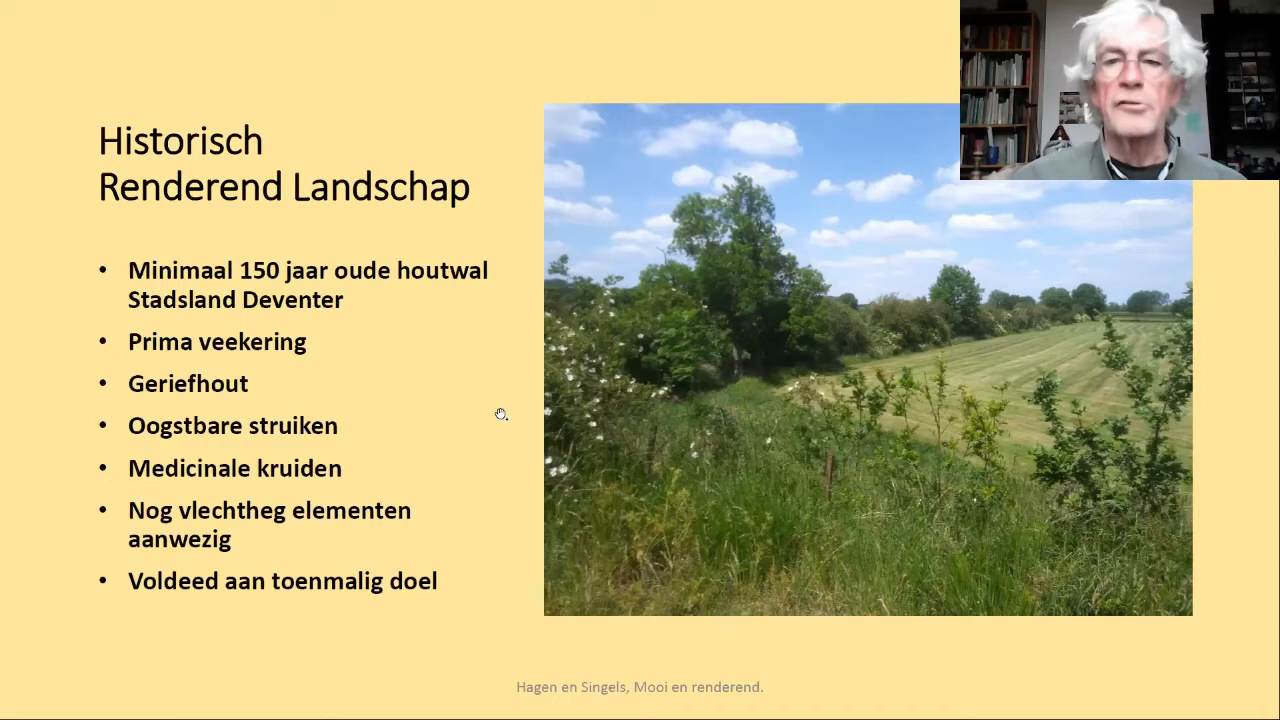 Historisch
Renderend Landschap
• Minimaal 150 jaar oude houtwal
Stadsland Deventer
• Prima veekering
• Geriefhout
• Oogstbare struiken
• Medicinale kruiden
• Nog vlechtheg elementen
aanwezig
• Voldeed aan toenmalig doel
Hagen en Singels, Mooi en renderend.